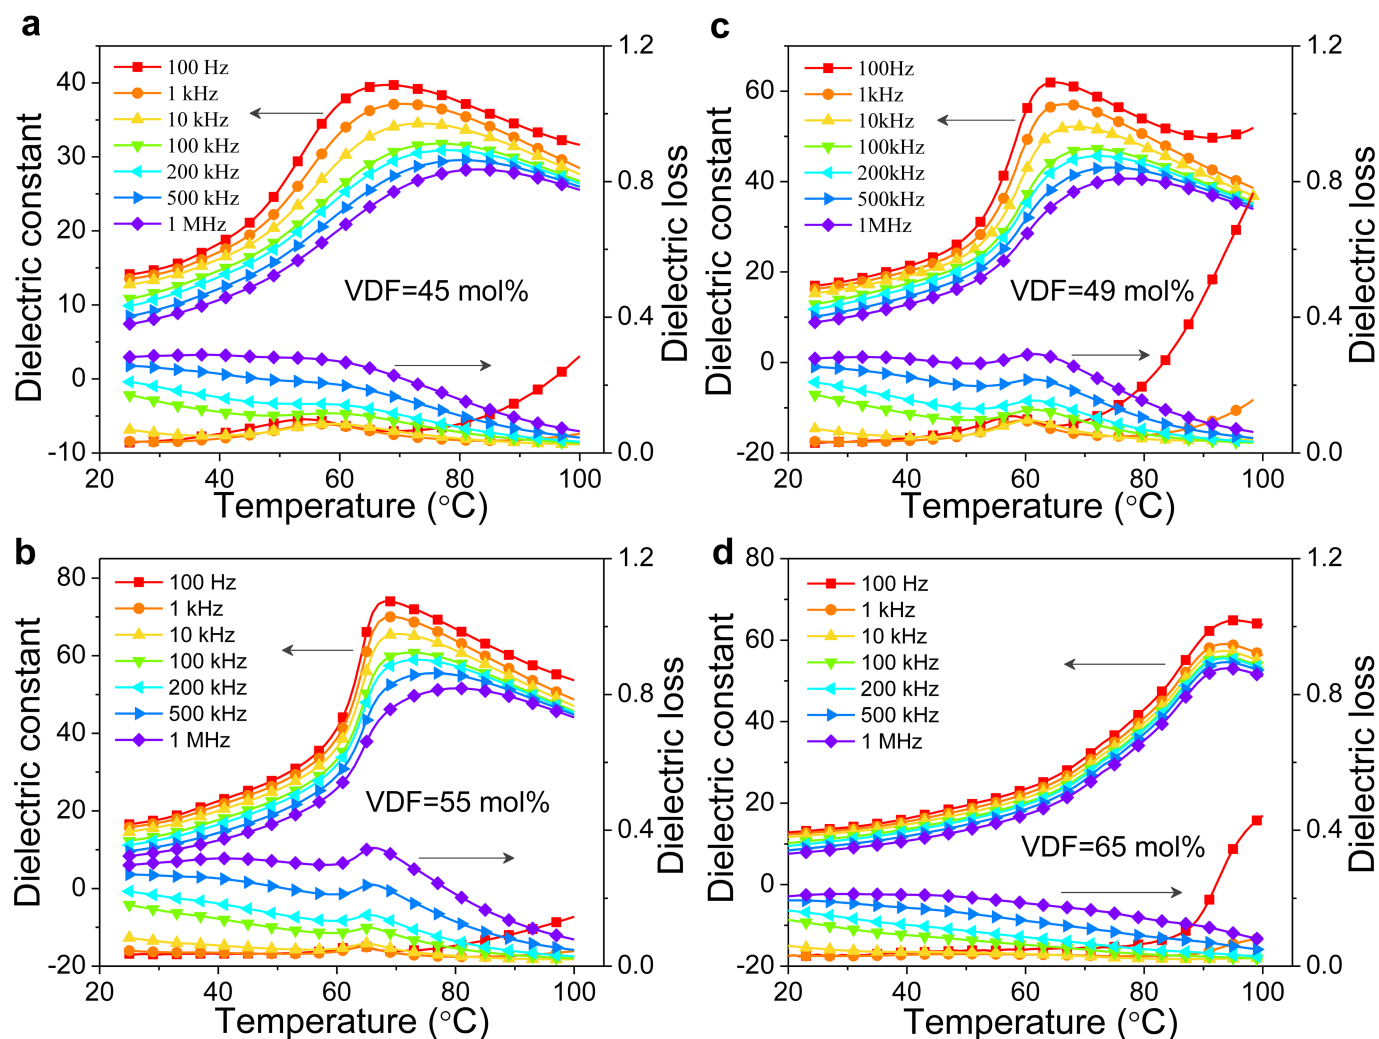 a
100 Hz
1 kHz
10 kHz
100 kHz
200 kHz
500 kHz
1 MHz
VDF=45 mol%
40
30
20
10
0
-10
1.2
0.8
0.4
0.0
20 40 60 80 100
Dielectric constant
Dielectric loss
Temperature (°C)
c
100Hz
1kHz
10kHz
100kHz
200kHz
500kHz
1MHz
VDF=49 mol%
60
40
20
0
-20
1.2
0.8
0.4
0.0
20 40 60 80 100
Dielectric constant
Dielectric loss
Temperature (°C)
b
100 Hz
1 kHz
10 kHz
100 kHz
200 kHz
500 kHz
1 MHz
VDF=55 mol%
80
60
40
20
0
-20
1.2
0.8
0.4
0.0
20 40 60 80 100
Dielectric constant
Dielectric loss
Temperature (°C)
d
100 Hz
1 kHz
10 kHz
100 kHz
200 kHz
500 kHz
1 MHz
VDF=65 mol%
80
60
40
20
0
-20
1.2
0.8
0.4
0.0
20 40 60 80 100
Dielectric constant
Dielectric loss
Temperature (°C)